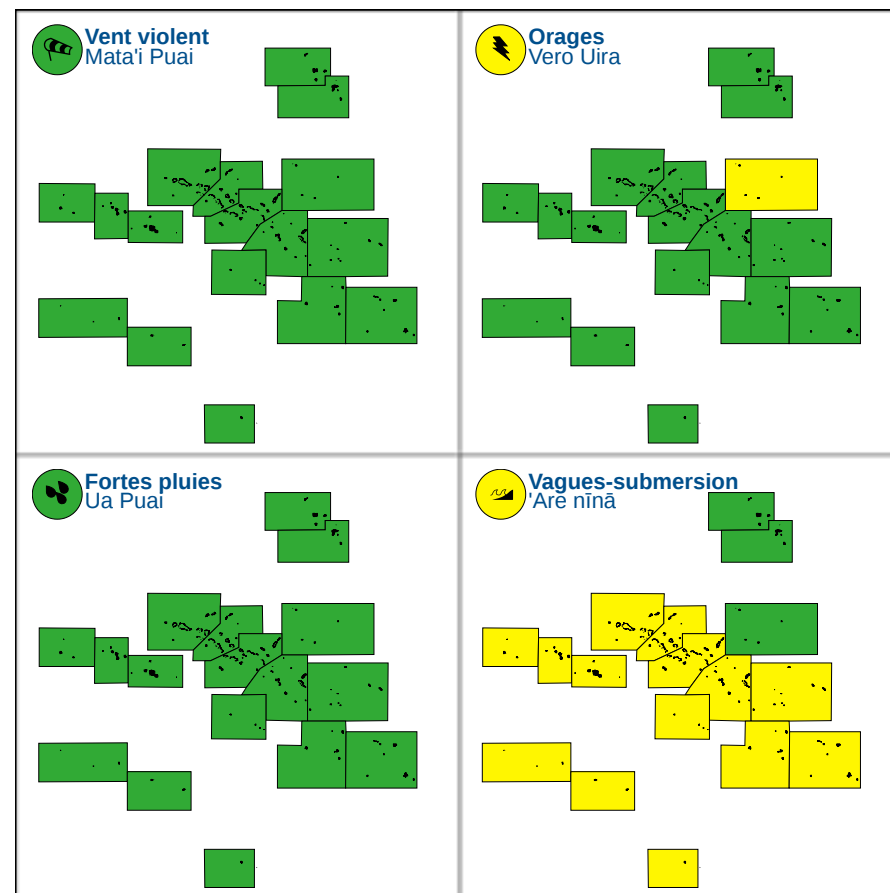 Vent violent
Mata'i Puai
Orages
Vero Uira
Fortes pluies
Ua Puai
Vagues-submersion
'Are nīnā